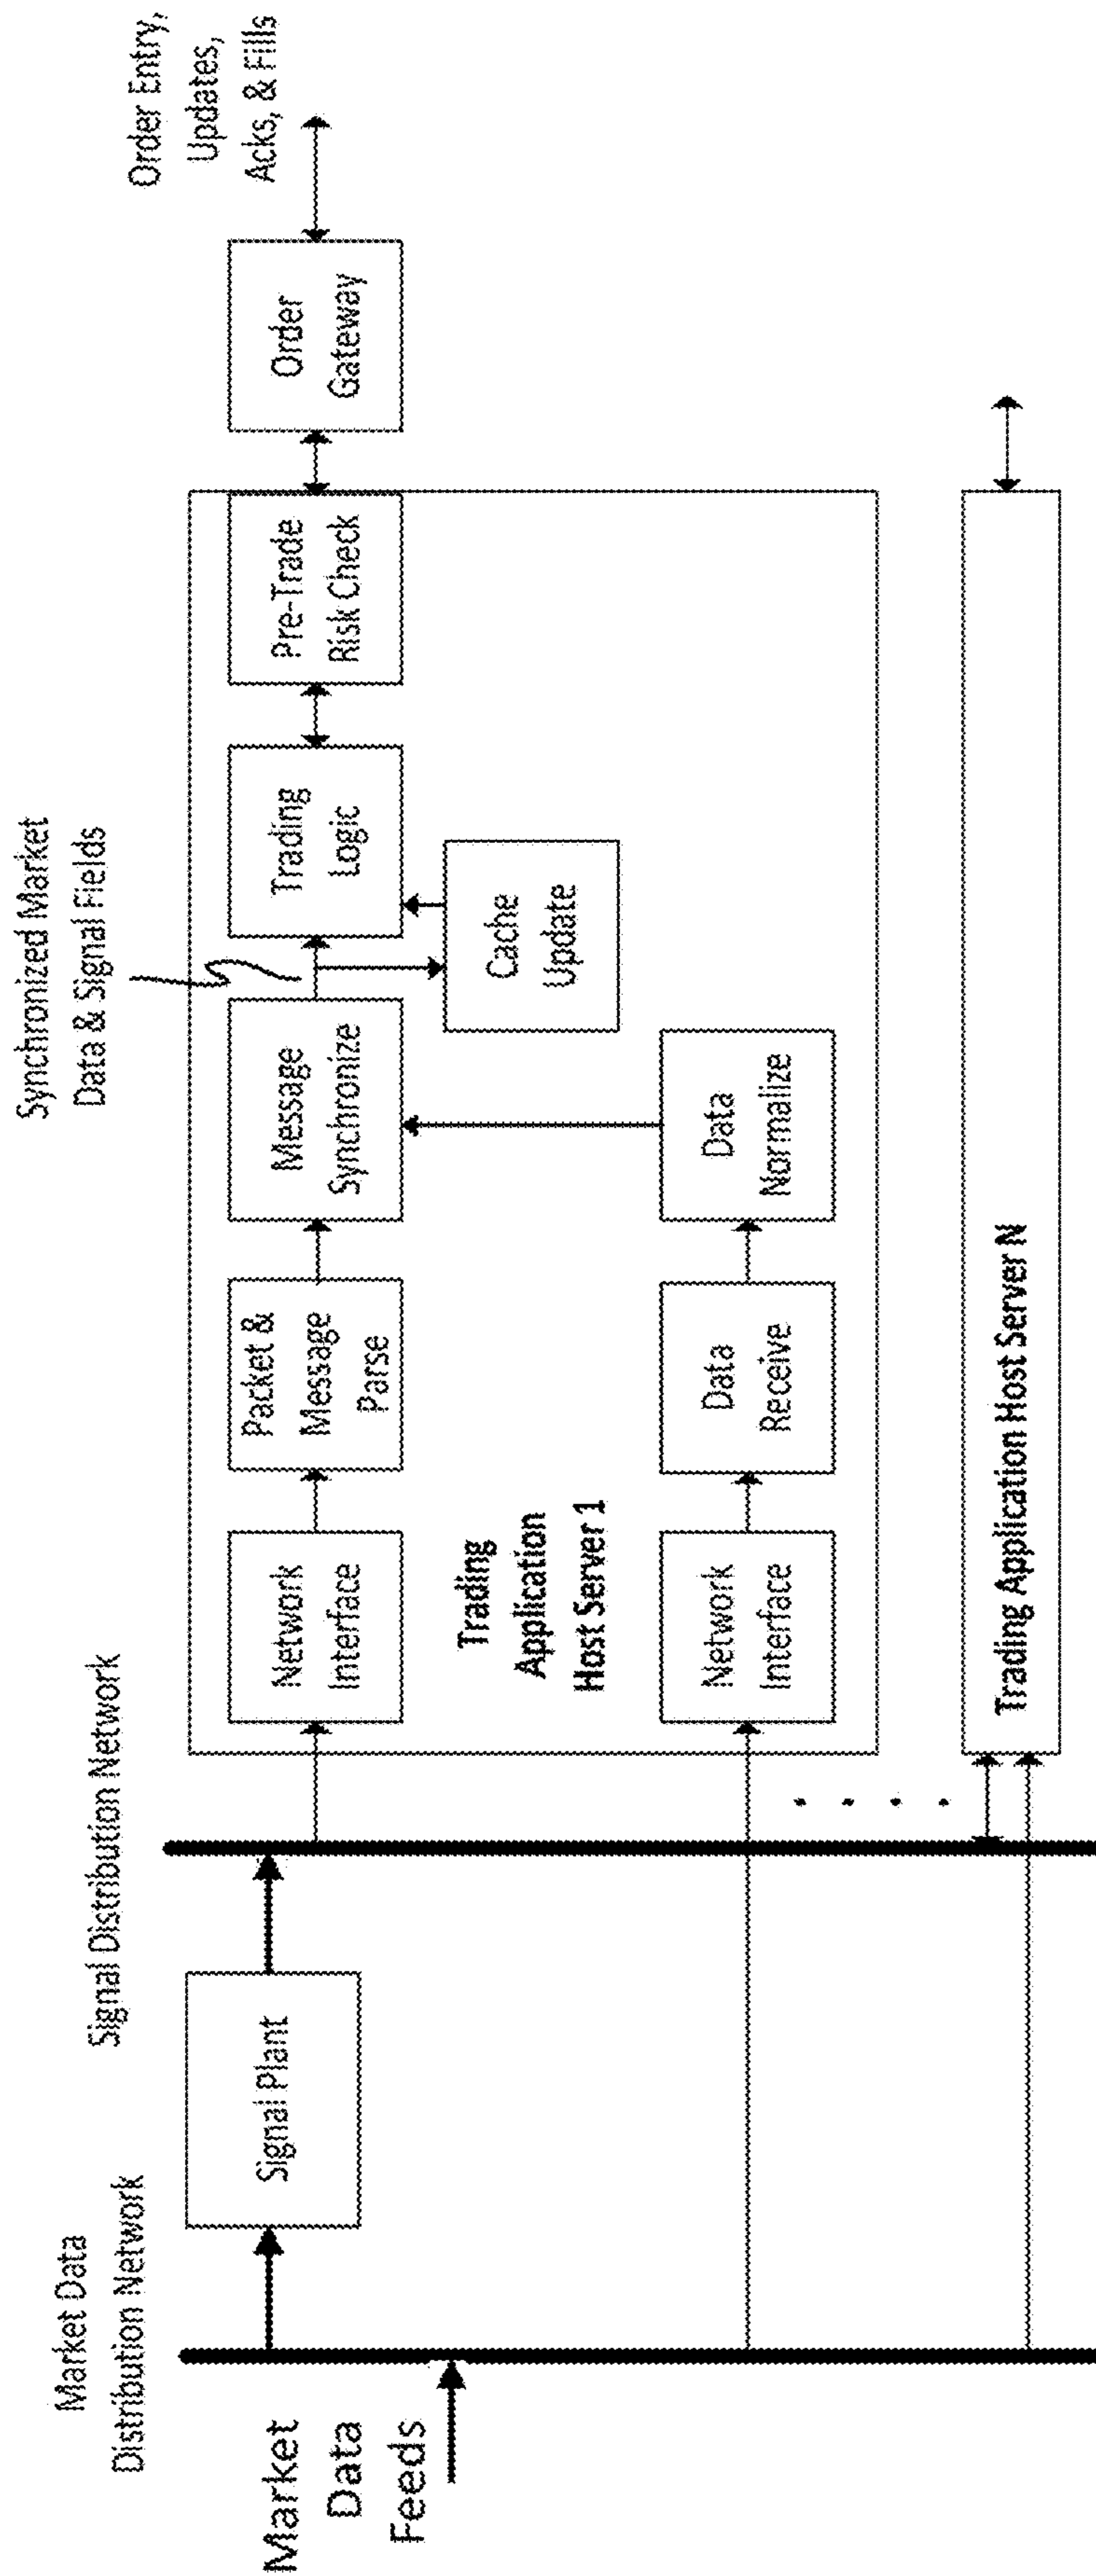 Market
Data
Feeds
Market Data
Distribution Network
Signal Plant
Signal Distribution Network
Network
Interface
Packet &
Message
Parse
Message
Synchronize
Synchronized Market
Data & Signal Fields
Trading
Logic
Pre-Trade
Risk Check
Order
Gateway
Order Entry,
Updates,
Acks, & Fills
Cache
Update
Trading
Application
Host Server 1
Network
Interface
Data
Receive
Data
Normalize
Trading Application Host Server N